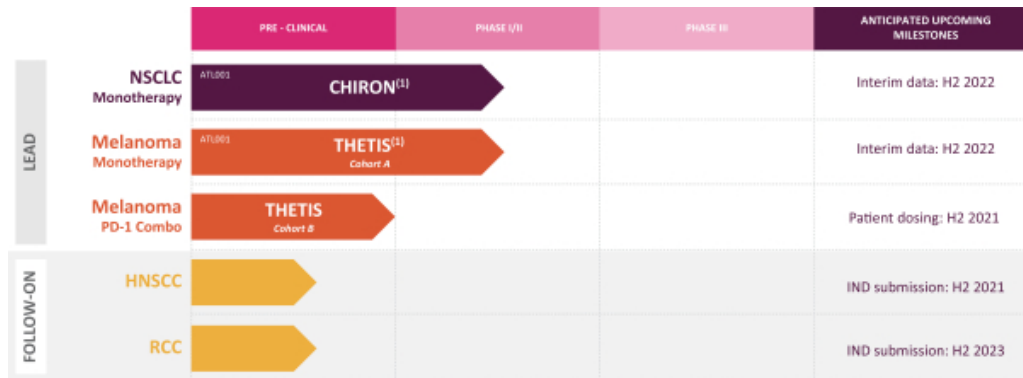 PRE - CLINICAL
PHASE I/II
PHASE III
ANTICIPATED UPCOMING
MILESTONES
LEAD
NSCLC
Monotherapy
ATL001
CHIRON(1)
Interim data: H2 2022
Melanoma
Monotherapy
ATL001
THETIS(1)
Cohort A
Interim data: H2 2022
Melanoma
PD-1 Combo
THETIS
Cohort B
Patient dosing: H2 2021
FOLLOW-ON
HNSCC
IND submission: H2 2021
RCC
IND submission: H2 2023